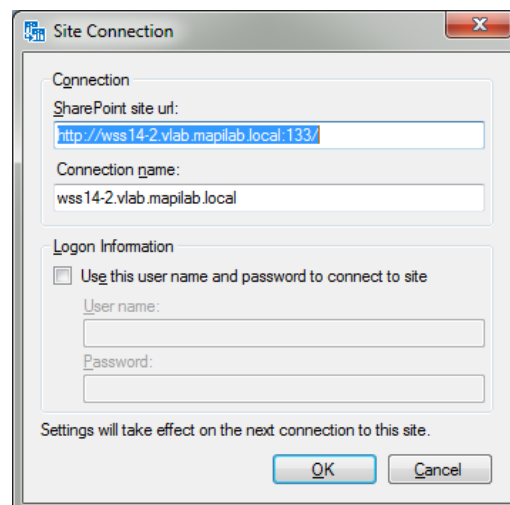 Site Connection
Connection
SharePoint site url:
http://wss14-2.vlab.mapilab.local:133/
Connection name:
wss14-2.vlab.mapilab.local
Logon Information
Use this user name and password to connect to site
User name:
Password:
Settings will take effect on the next connection to this site.
OK Cancel